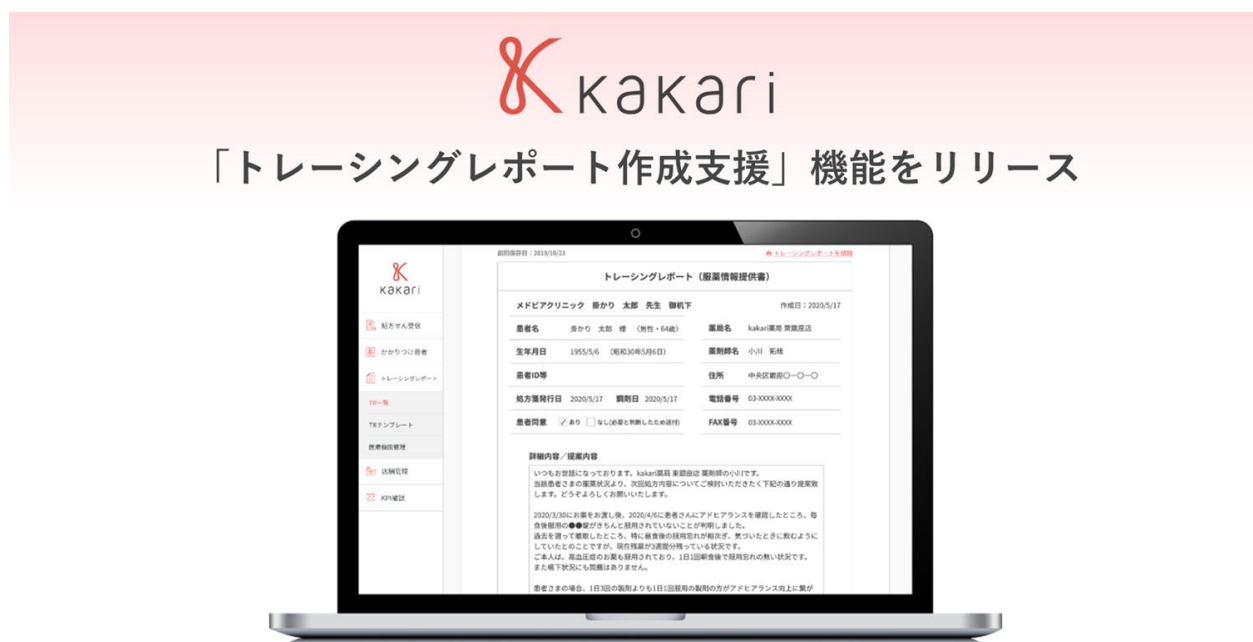 kakari
「トレーシングレポート作成支援」機能をリリース
前回保存日：2019/10/23
トレーシングレポートを印刷
kakari
処方せん受信
かかりつけ患者
トレーシングレポート
TR一覧
TRテンプレート
医療機関管理
店舗管理
KPI確認
トレーシングレポート（服薬情報提供書）
メドピアクリニック 掛かり 太郎 先生 御机下
作成日：2020/5/17
患者名 掛かり 太郎 様 （男性・64歳）
薬局名 kakari薬局 東銀座店
生年月日 1955/5/6 （昭和30年5月6日）
薬剤師名 小川 拓哉
患者ID等
住所 中央区銀座〇ー〇ー〇
処方箋発行日 2020/5/17 調剤日 2020/5/17
電話番号 03-XXXX-XXXX
患者同意 あり なし(必要と判断したため送付)
FAX番号 03-XXXX-XXXX
詳細内容／提案内容
いつもお世話になっております。kakari薬局 東銀座店 薬剤師の小川です。
当該患者さまの服薬状況より、次回処方内容についてご検討いただきたく下記の通り提案致
します。どうぞよろしくお願いいたします。
2020/3/30にお薬をお渡し後、2020/4/6に患者さんにアドヒアランスを確認したところ、毎
食後服用の●●錠がきちんと服用されていないことが判明しました。
過去を遡って聴取したところ、特に昼食後の服用忘れが相次ぎ、気づいたときに飲むように
していたとのことですが、現在残薬が3週間分残っている状況です。
ご本人は、高血圧症のお薬も服用されており、1日1回朝食後で服用忘れの無い状況です。
また嚥下状況にも問題はありません。
患者さまの場合、1日3回の製剤よりも1日1回服用の製剤の方がアドヒアランス向上に繋が